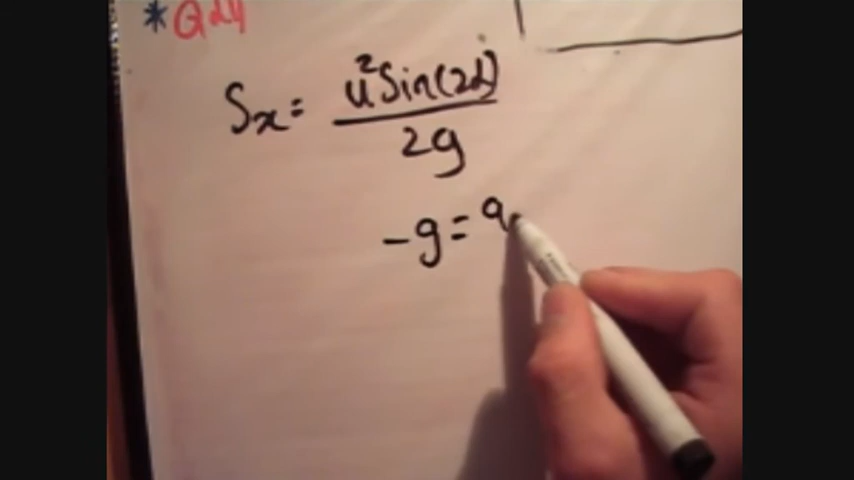 *Q24
Sx = u²Sin(2α) / 2g
-g = a